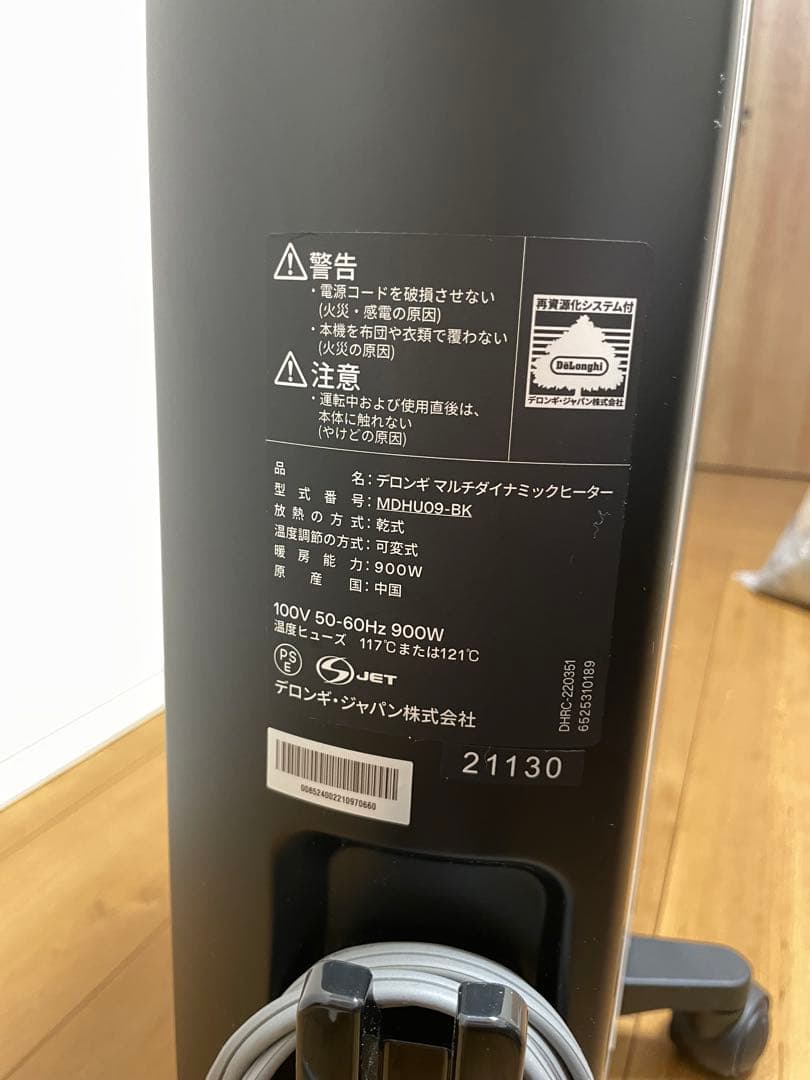 警告
・電源コードを破損させない
(火災・感電の原因)
・本機を布団や衣類で覆わない
(火災の原因)
注意
・運転中および使用直後は、
本体に触れない
(やけどの原因)
再資源化システム付
DeLonghi
デロンギ・ジャパン株式会社
品名：デロンギ マルチダイナミックヒーター
型式番号：MDHU09-BK
放熱の方式：乾式
温度調節の方式：可変式
暖房能力：900W
原産国：中国
100V 50-60Hz 900W
温度ヒューズ 117℃または121℃
PSE
JET
デロンギ・ジャパン株式会社
DHRC-220351
6525310189
21130
00852400221097066​0